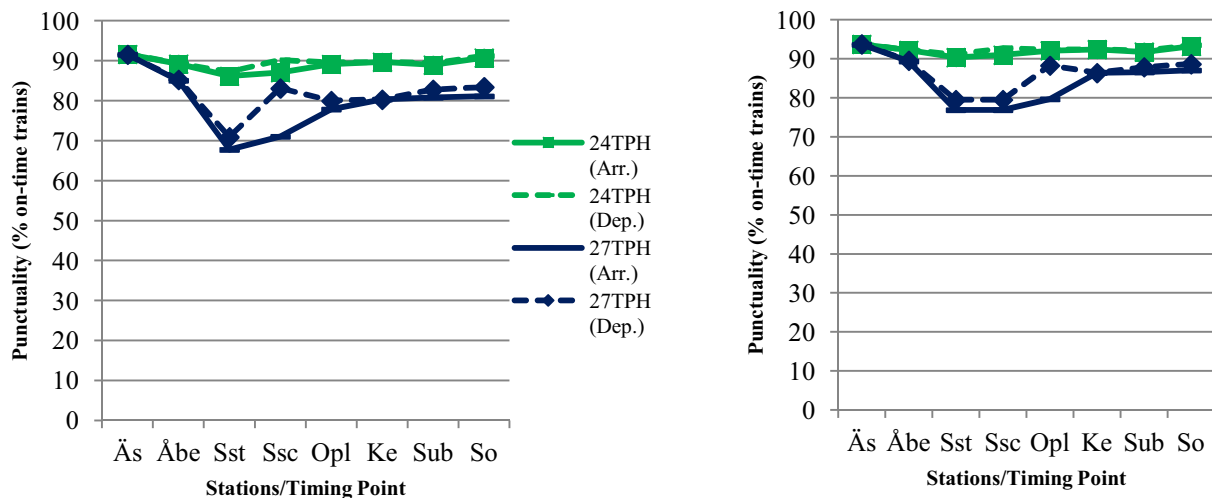 100
90
80
70
60
50
40
30
20
10
0
Punctuality (% on-time trains)
Äs Åbe Sst Ssc Opl Ke Sub So
Stations/Timing Point
24TPH
(Arr.)
24TPH
(Dep.)
27TPH
(Arr.)
27TPH
(Dep.)
100
90
80
70
60
50
40
30
20
10
0
Punctuality (% on-time trains)
Äs Åbe Sst Ssc Opl Ke Sub So
Stations/Timing Point